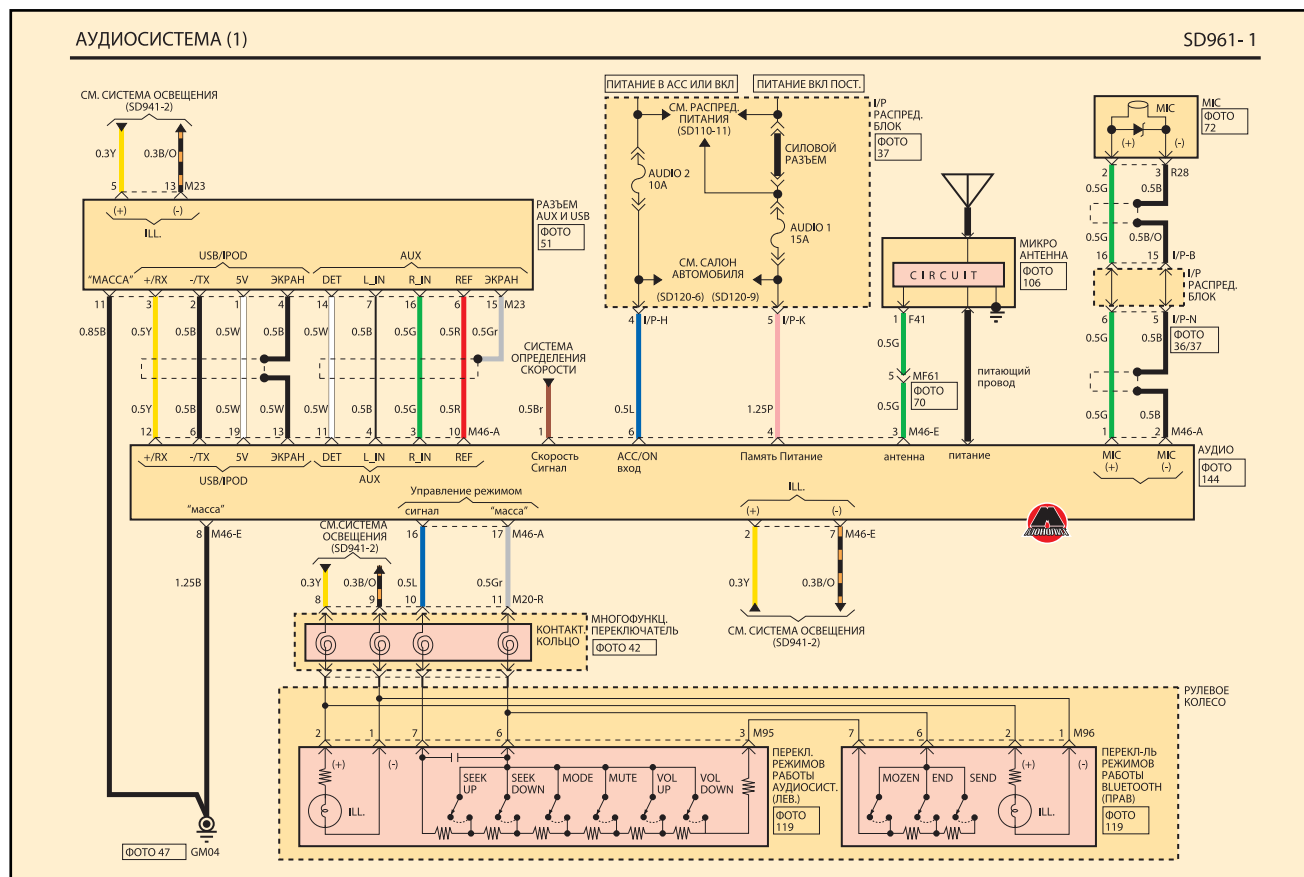 АУДИОСИСТЕМА (1)
SD961- 1
СМ. СИСТЕМА ОСВЕЩЕНИЯ
(SD941-2)
0.3Y
0.3B/O
5
13
M23
(+)
(-)
ILL.
РАЗЪЕМ
AUX И USB
ФОТО
51
USB/IPOD
AUX
"МАССА"
+/RX
-/TX
5V
ЭКРАН
DET
L_IN
R_IN
REF
ЭКРАН
11
3
2
1
4
14
7
16
6
15
M23
0.85B
0.5Y
0.5B
0.5W
0.5B
0.5W
0.5B
0.5G
0.5R
0.5Gr
0.5Y
0.5B
0.5W
0.5W
0.5W
0.5B
0.5G
0.5R
12
6
19
13
11
4
3
10
M46-A
ПИТАНИЕ В АСС ИЛИ ВКЛ
ПИТАНИЕ ВКЛ ПОСТ.
СМ. РАСПРЕД.
ПИТАНИЯ
(SD110-11)
I/P
РАСПРЕД.
БЛОК
ФОТО
37
СИЛОВОЙ
РАЗЪЕМ
AUDIO 2
10A
AUDIO 1
15A
СМ. САЛОН
АВТОМОБИЛЯ
(SD120-6)
(SD120-9)
4
I/P-H
5
I/P-K
СИСТЕМА
ОПРЕДЕЛЕНИЯ
СКОРОСТИ
0.5Br
0.5L
1.25P
1
6
4
МИКРО
АНТЕННА
ФОТО
106
CIRCUIT
1
F41
0.5G
5
MF61
ФОТО
70
0.5G
3
M46-E
питающий
провод
MIC
MIC
ФОТО
72
(+)
(-)
2
3
R28
0.5G
0.5B
0.5G
0.5B/O
16
15
I/P-B
I/P
РАСПРЕД.
БЛОК
6
5
I/P-N
0.5G
0.5B
ФОТО
36/37
0.5G
0.5B
1
2
M46-A
+/RX
-/TX
5V
ЭКРАН
DET
L_IN
R_IN
REF
USB/IPOD
AUX
Скорость
Сигнал
ACC/ON
вход
Память Питание
антенна
питание
MIC
(+)
MIC
(-)
АУДИО
ФОТО
144
"масса"
Управление режимом
сигнал
"масса"
ILL.
(+)
(-)
8
M46-E
16
17
M46-A
2
7
M46-E
СМ.СИСТЕМА
ОСВЕЩЕНИЯ
(SD941-2)
1.25B
0.3Y
0.3B/O
0.5L
0.5Gr
0.3Y
0.3B/O
8
9
10
11
M20-R
СМ. СИСТЕМА ОСВЕЩЕНИЯ
(SD941-2)
КОНТАКТ.
КОЛЬЦО
МНОГОФУНКЦ.
ПЕРЕКЛЮЧАТЕЛЬ
ФОТО 42
РУЛЕВОЕ
КОЛЕСО
2
1
7
6
3
M95
7
6
2
1
M96
(+)
(-)
ILL.
SEEK
UP
SEEK
DOWN
MODE
MUTE
VOL
UP
VOL
DOWN
ПЕРЕКЛ.
РЕЖИМОВ
РАБОТЫ
АУДИОСИСТ.
(ЛЕВ.)
ФОТО
119
MOZEN
END
SEND
(+)
(-)
ILL.
ПЕРЕКЛ-ЛЬ
РЕЖИМОВ
РАБОТЫ
BLUETOOTH
(ПРАВ)
ФОТО
119
ФОТО 47
GM04